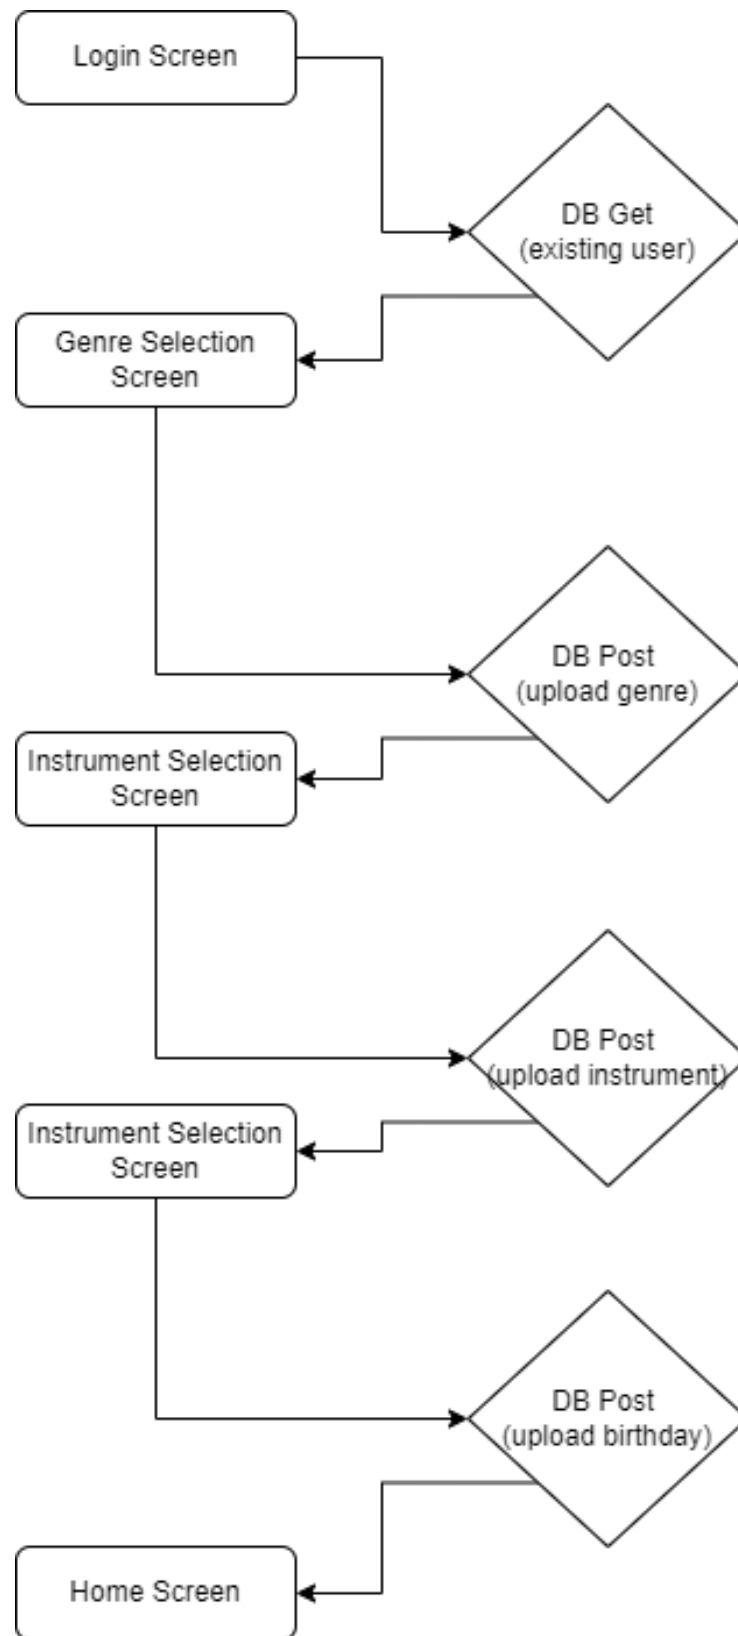 Login Screen
DB Get
(existing user)
Genre Selection
Screen
DB Post
(upload genre)
Instrument Selection
Screen
DB Post
(upload instrument)
Instrument Selection
Screen
DB Post
(upload birthday)
Home Screen